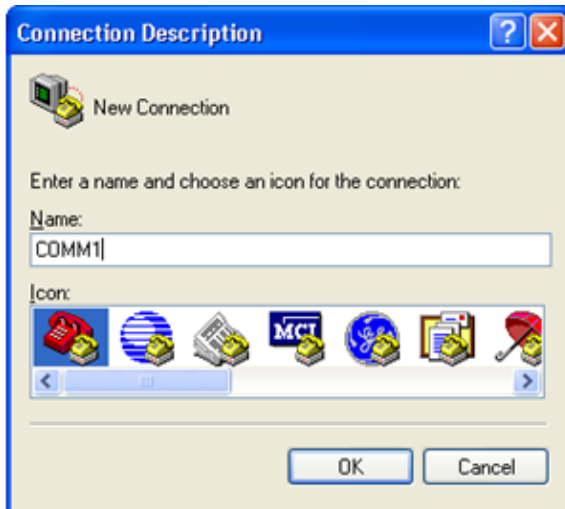 Connection Description
New Connection
Enter a name and choose an icon for the connection:
Name:
COMM1
Icon:
MCI
OK
Cancel